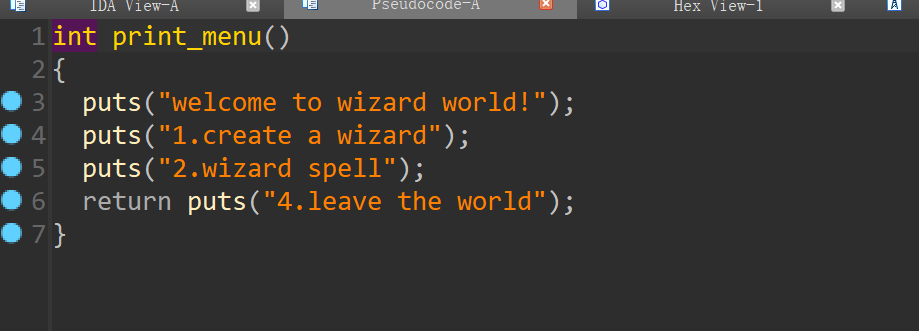 IDA View-A Pseudocode-A Hex View-1
1 int print_menu()
2 {
3 puts("welcome to wizard world!");
4 puts("1.create a wizard");
5 puts("2.wizard spell");
6 return puts("4.leave the world");
7 }